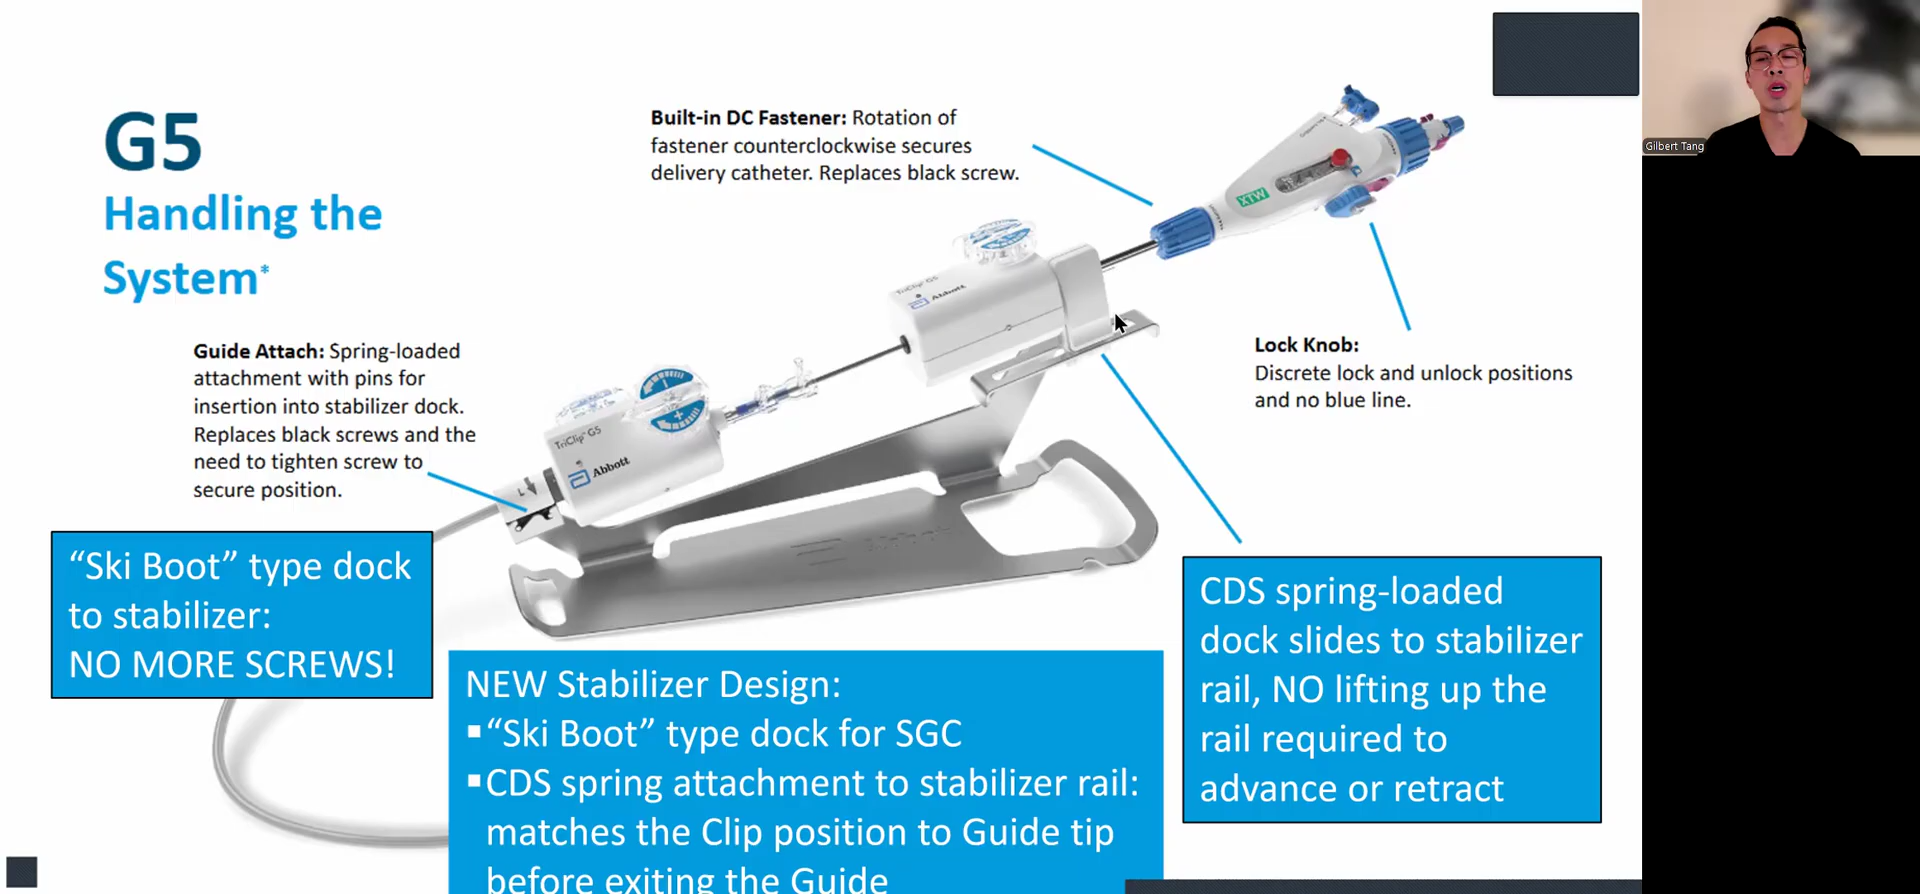 G5
Handling the
System*
Built-in DC Fastener: Rotation of
fastener counterclockwise secures
delivery catheter. Replaces black screw.
Guide Attach: Spring-loaded
attachment with pins for
insertion into stabilizer dock.
Replaces black screws and the
need to tighten screw to
secure position.
Lock Knob:
Discrete lock and unlock positions
and no blue line.
XTW
TriClip G5
Abbott
TriClip™ G5
Abbott
L
“Ski Boot” type dock
to stabilizer:
NO MORE SCREWS!
NEW Stabilizer Design:
▪“Ski Boot” type dock for SGC
▪CDS spring attachment to stabilizer rail:
matches the Clip position to Guide tip
before exiting the Guide
CDS spring-loaded
dock slides to stabilizer
rail, NO lifting up the
rail required to
advance or retract
Gilbert Tang